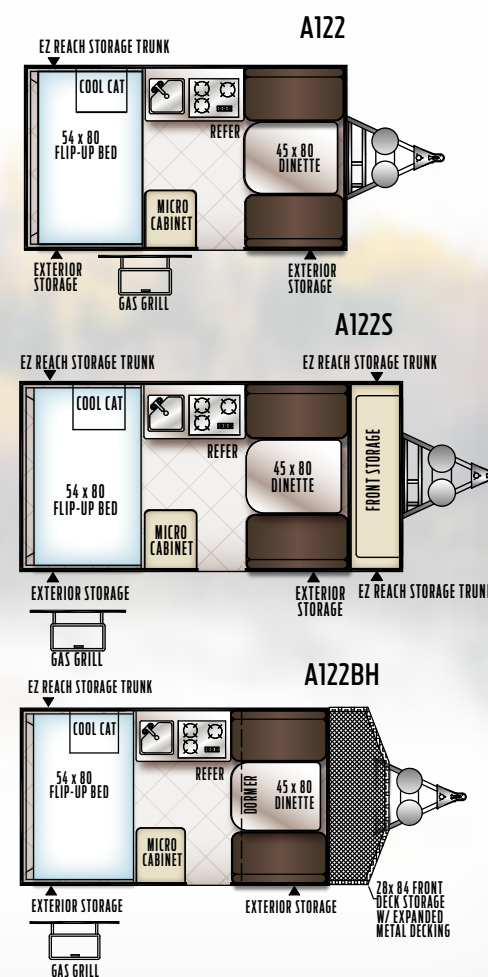 A122
EZ REACH STORAGE TRUNK
COOL CAT
54 x 80
FLIP-UP BED
REFER
45 x 80
DINETTE
MICRO
CABINET
EXTERIOR
STORAGE
GAS GRILL
EXTERIOR
STORAGE
A122S
EZ REACH STORAGE TRUNK
EZ REACH STORAGE TRUNK
COOL CAT
REFER
54 x 80
FLIP-UP BED
45 x 80
DINETTE
FRONT STORAGE
MICRO
CABINET
EXTERIOR STORAGE
EXTERIOR
STORAGE
EZ REACH STORAGE TRUNK
GAS GRILL
A122BH
EZ REACH STORAGE TRUNK
COOL CAT
REFER
54 x 80
FLIP-UP BED
DORMER
45 x 80
DINETTE
MICRO
CABINET
EXTERIOR STORAGE
EXTERIOR STORAGE
28x 84 FRONT
DECK STORAGE
W/ EXPANDED
METAL DECKING
GAS GRILL